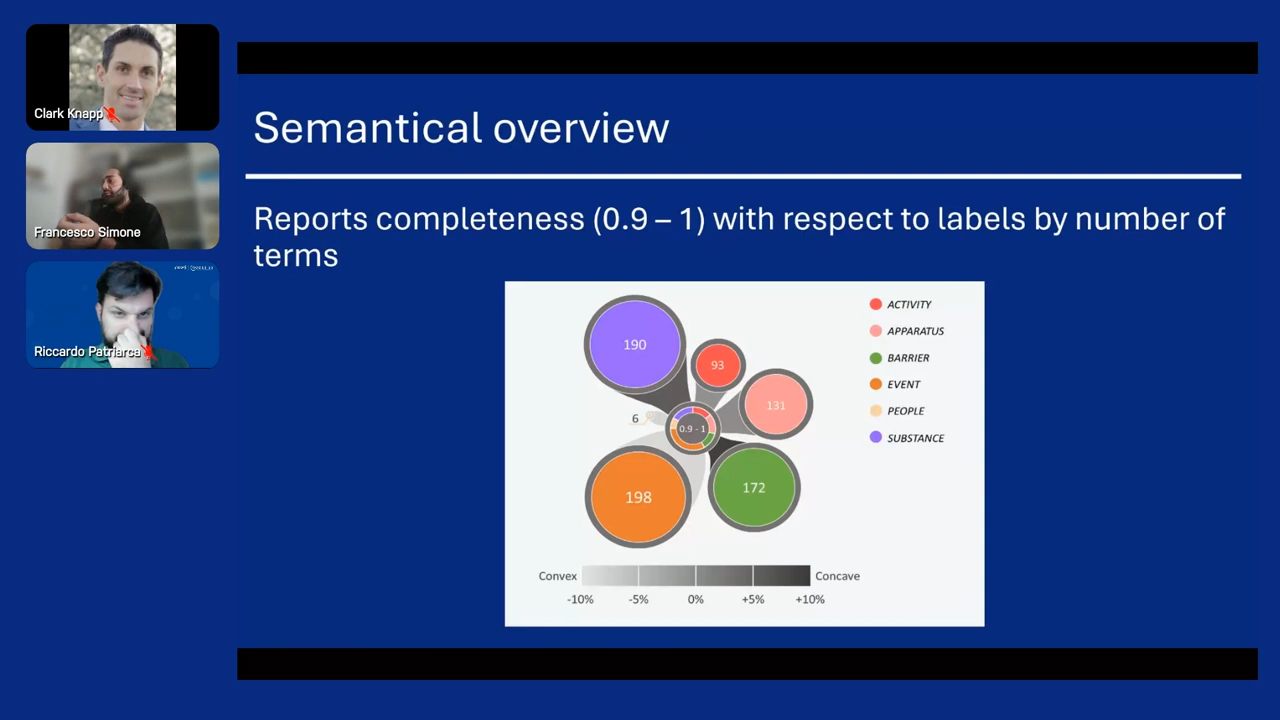 Clark Knapp
Francesco Simone
Riccardo Patriarca
Semantical overview
Reports completeness (0.9 – 1) with respect to labels by number of
terms
190
93
131
6
0.9 - 1
198
172
ACTIVITY
APPARATUS
BARRIER
EVENT
PEOPLE
SUBSTANCE
Convex
Concave
-10%
-5%
0%
+5%
+10%